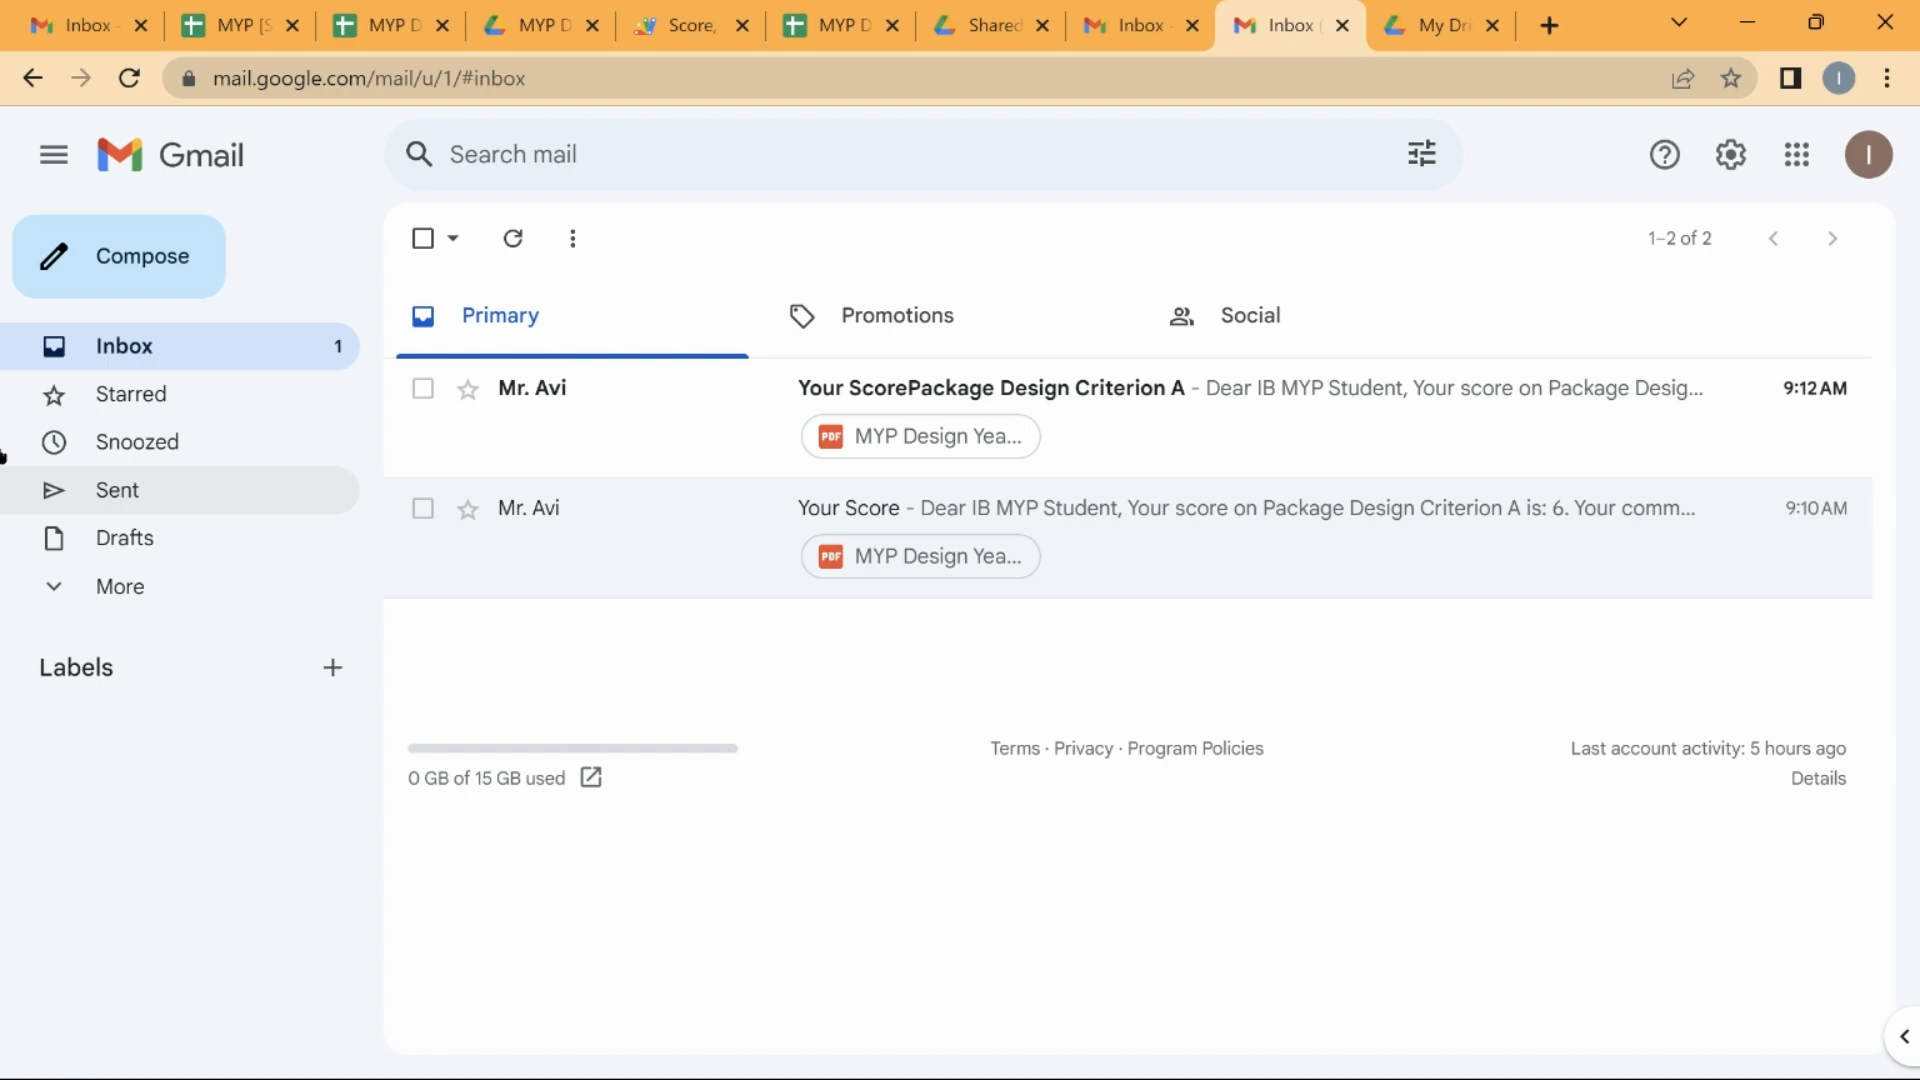 Inbox - MYP [S MYP D MYP D Score, MYP D Shared Inbox - Inbox ( My Dri
mail.google.com/mail/u/1/#inbox I
Gmail Search mail I
Compose
1–2 of 2
Primary Promotions Social
Inbox 1
Starred
Snoozed
Sent
Drafts
More
Labels
Mr. Avi Your ScorePackage Design Criterion A - Dear IB MYP Student, Your score on Package Desig... 9:12 AM
PDF MYP Design Yea...
Mr. Avi Your Score - Dear IB MYP Student, Your score on Package Design Criterion A is: 6. Your comm... 9:10 AM
PDF MYP Design Yea...
0 GB of 15 GB used
Terms · Privacy · Program Policies
Last account activity: 5 hours ago
Details